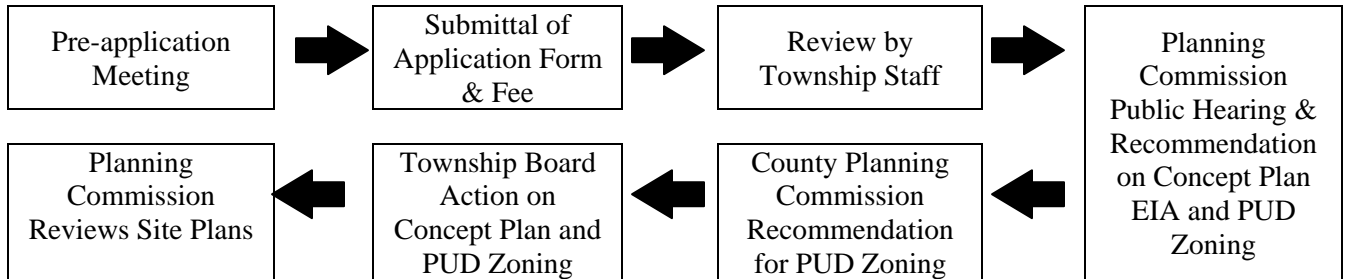 Pre-application
Meeting
Submittal of
Application Form
& Fee
Review by
Township Staff
Planning
Commission
Public Hearing &
Recommendation
on Concept Plan
EIA and PUD
Zoning
County Planning
Commission
Recommendation
for PUD Zoning
Township Board
Action on
Concept Plan and
PUD Zoning
Planning
Commission
Reviews Site Plans